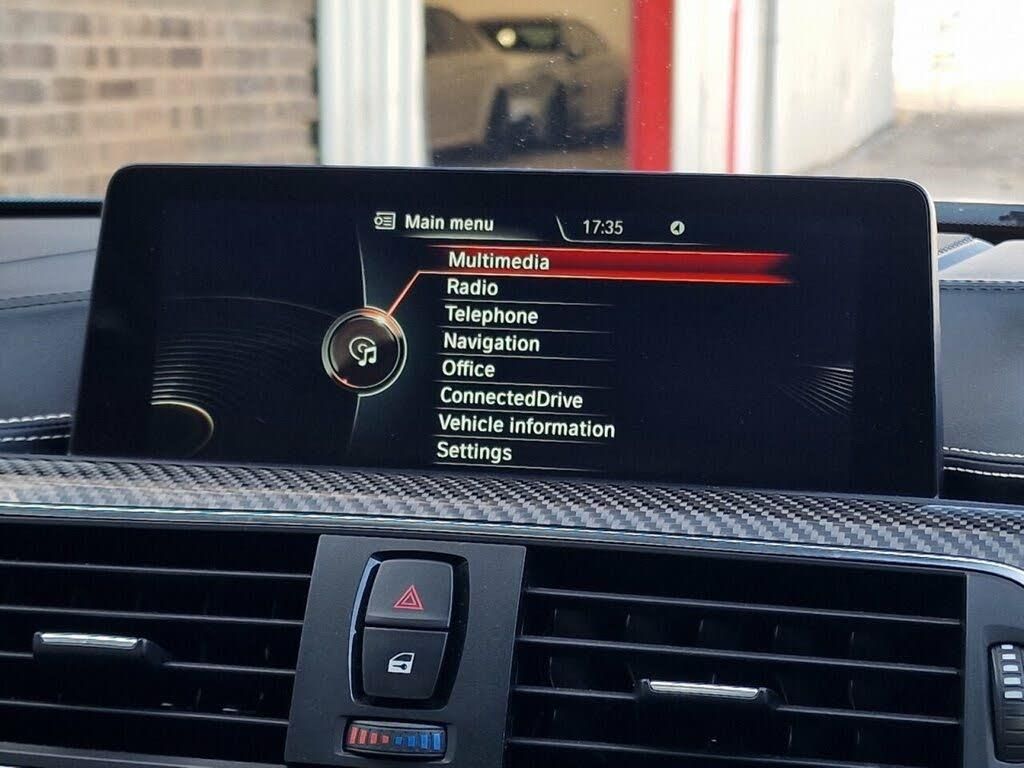 Main menu 17:35
Multimedia
Radio
Telephone
Navigation
Office
ConnectedDrive
Vehicle information
Settings